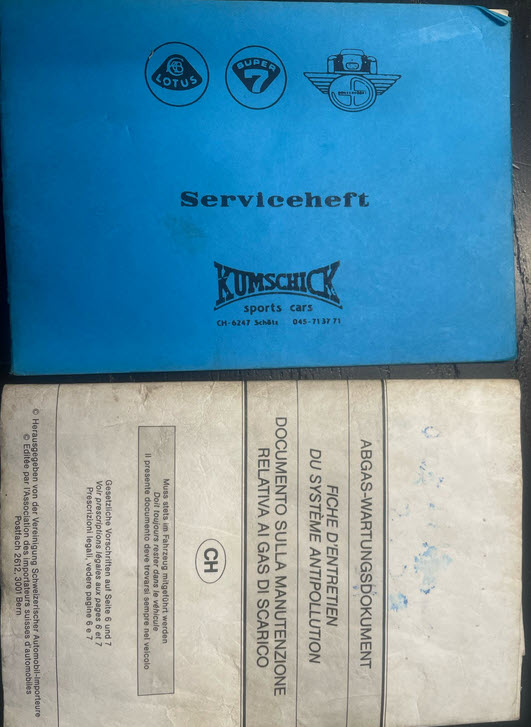 LOTUS
SUPER
7
Serviceheft
KUMSCHICK
sports cars
CH-6247 Schötz 045-71 37 71
ABGAS-WARTUNGSDOKUMENT
FICHE D'ENTRETIEN
DU SYSTÈME ANTIPOLLUTION
DOCUMENTO SULLA MANUTENZIONE
RELATIVA AI GAS DI SCARICO
CH
Muss stets im Fahrzeug mitgeführt werden
Doit toujours rester dans le véhicule
Il presente documento deve trovarsi sempre nel veicolo
Gesetzliche Vorschriften auf Seite 6 und 7
Voir prescriptions légales aux pages 6 et 7
Prescrizioni legali, vedere pagine 6 e 7
© Herausgegeben von der Vereinigung Schweizerischer Automobil-Importeure
© Editée par l'Association des importateurs suisses d'automobiles
Postfach 2612, 3001 Bern